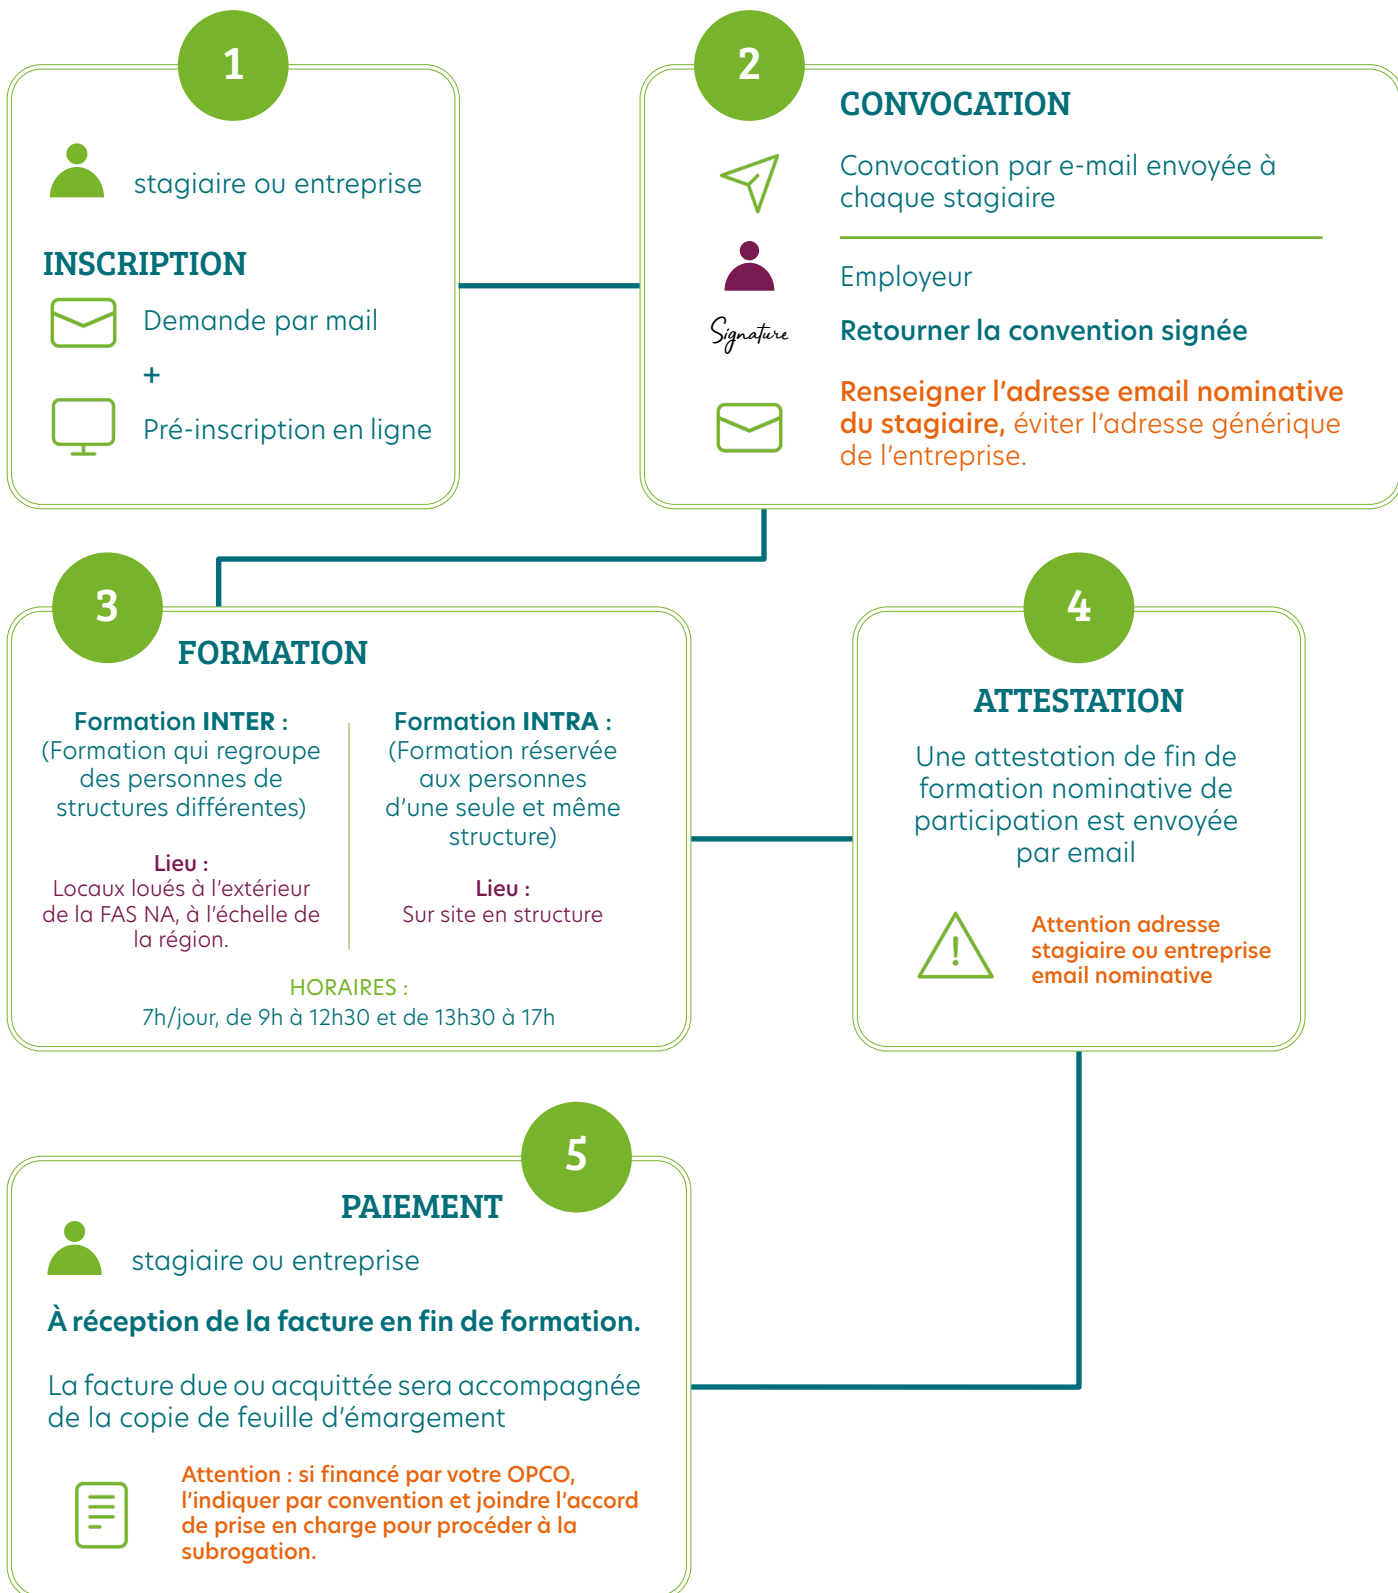 1
stagiaire ou entreprise
INSCRIPTION
Demande par mail
+
Pré-inscription en ligne
2
CONVOCATION
Convocation par e-mail envoyée à
chaque stagiaire
Employeur
Signature
Retourner la convention signée
Renseigner l’adresse email nominative
du stagiaire, éviter l’adresse générique
de l’entreprise.
3
FORMATION
Formation INTER :
(Formation qui regroupe
des personnes de
structures différentes)
Lieu :
Locaux loués à l’extérieur
de la FAS NA, à l’échelle de
la région.
Formation INTRA :
(Formation réservée
aux personnes
d’une seule et même
structure)
Lieu :
Sur site en structure
HORAIRES :
7h/jour, de 9h à 12h30 et de 13h30 à 17h
4
ATTESTATION
Une attestation de fin de
formation nominative de
participation est envoyée
par email
!
Attention adresse
stagiaire ou entreprise
email nominative
5
PAIEMENT
stagiaire ou entreprise
À réception de la facture en fin de formation.
La facture due ou acquittée sera accompagnée
de la copie de feuille d’émargement
Attention : si financé par votre OPCO,
l’indiquer par convention et joindre l’accord
de prise en charge pour procéder à la
subrogation.